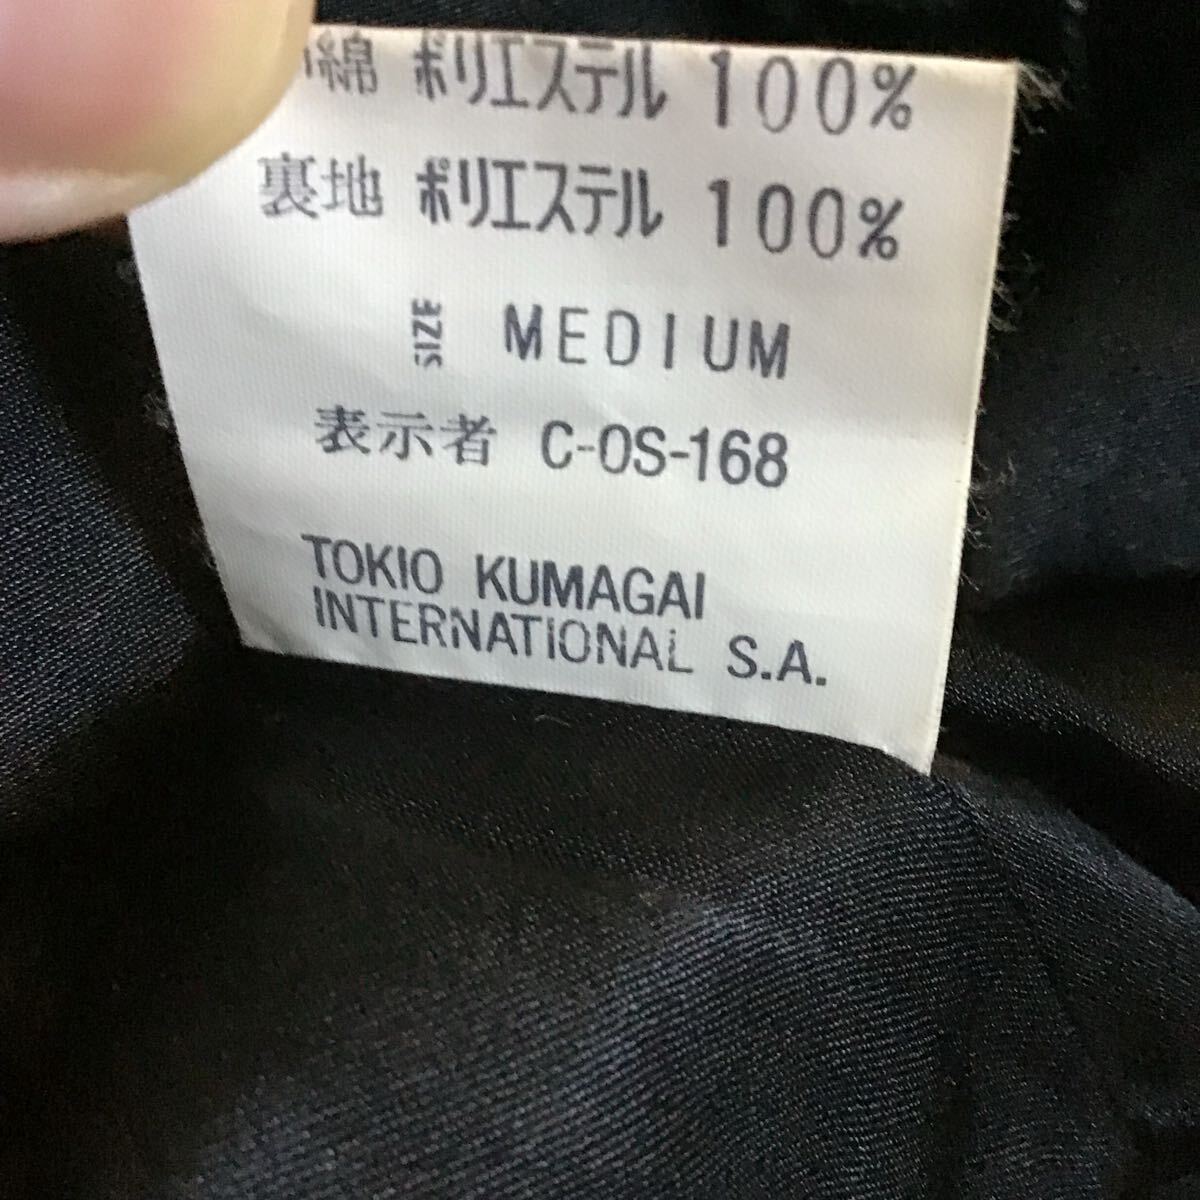 綿 ポリエステル 100%
裏地 ポリエステル 100%
SIZE MEDIUM
表示者 C-OS-168
TOKIO KUMAGAI
INTERNATIONAL S.A.